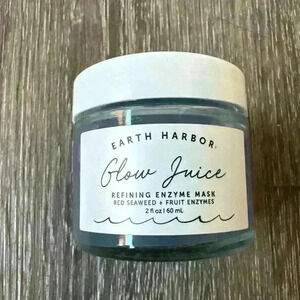 EARTH HARBOR®
Glow Juice
REFINING ENZYME MASK
RED SEAWEED + FRUIT ENZYMES
2 fl oz | 60 mL